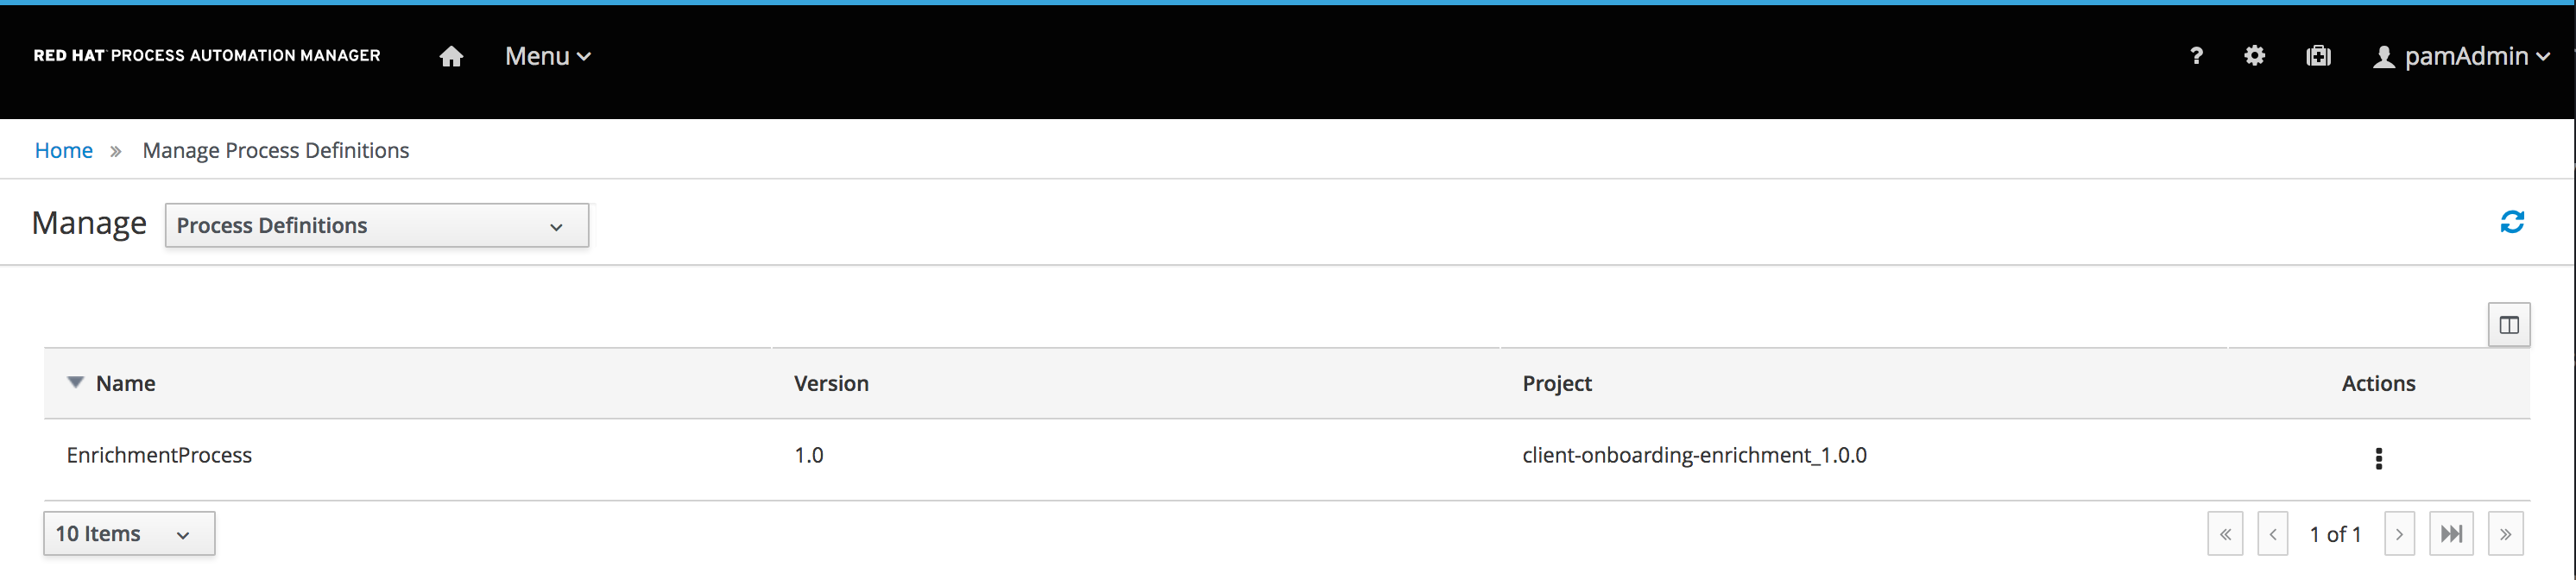 RED HAT PROCESS AUTOMATION MANAGER Menu ? pamAdmin
Home » Manage Process Definitions
Manage Process Definitions
Name Version Project Actions
EnrichmentProcess 1.0 client-onboarding-enrichment_1.0.0
10 Items 1 of 1